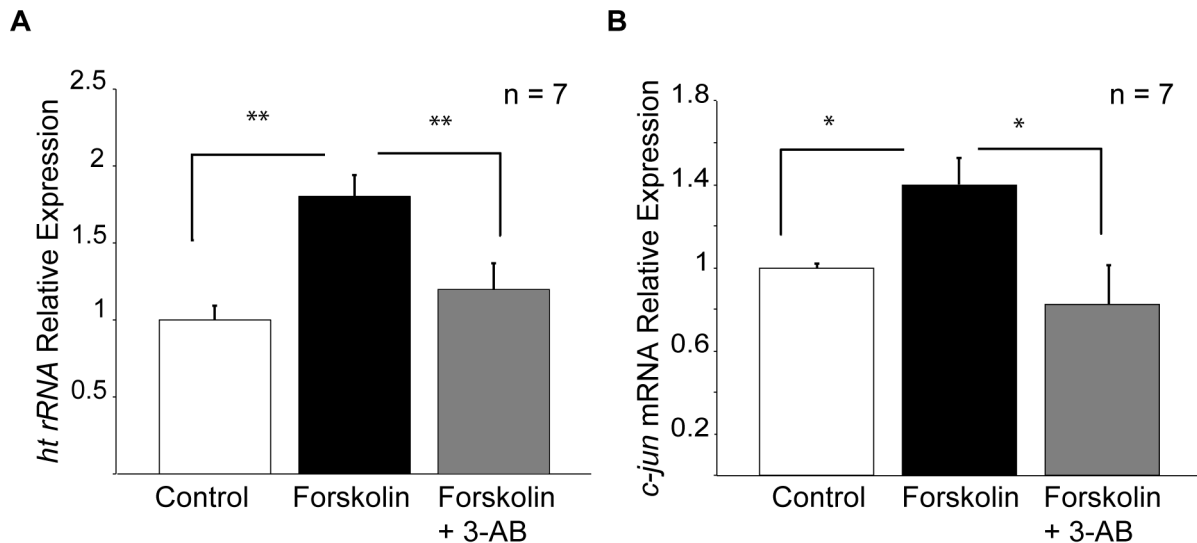 A
ht rRNA Relative Expression
2.5
2
1.5
1
0.5
n = 7
**
**
Control
Forskolin
Forskolin
+ 3-AB
B
c-jun mRNA Relative Expression
1.8
1.4
1
0.6
0.2
n = 7
*
*
Control
Forskolin
Forskolin
+ 3-AB